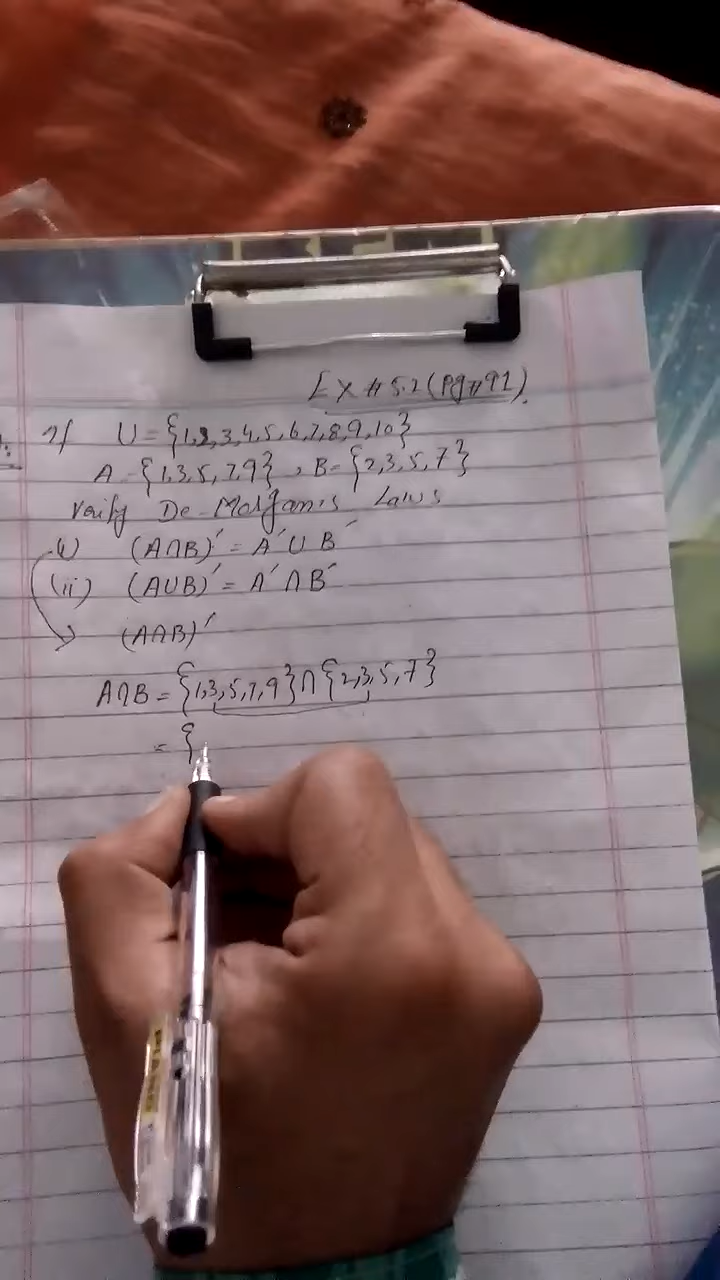 Ex # 5.2 (Pg#91).
1/ U = {1,2,3,4,5,6,7,8,9,10}
A = {1,3,5,7,9}, B = {2,3,5,7}
Verify De-Morgan's Laws
(i) (A∩B)′ = A′∪B′
(ii) (A∪B)′ = A′∩B′
(A∩B)′
A∩B = {1,3,5,7,9}∩{2,3,5,7}
= {